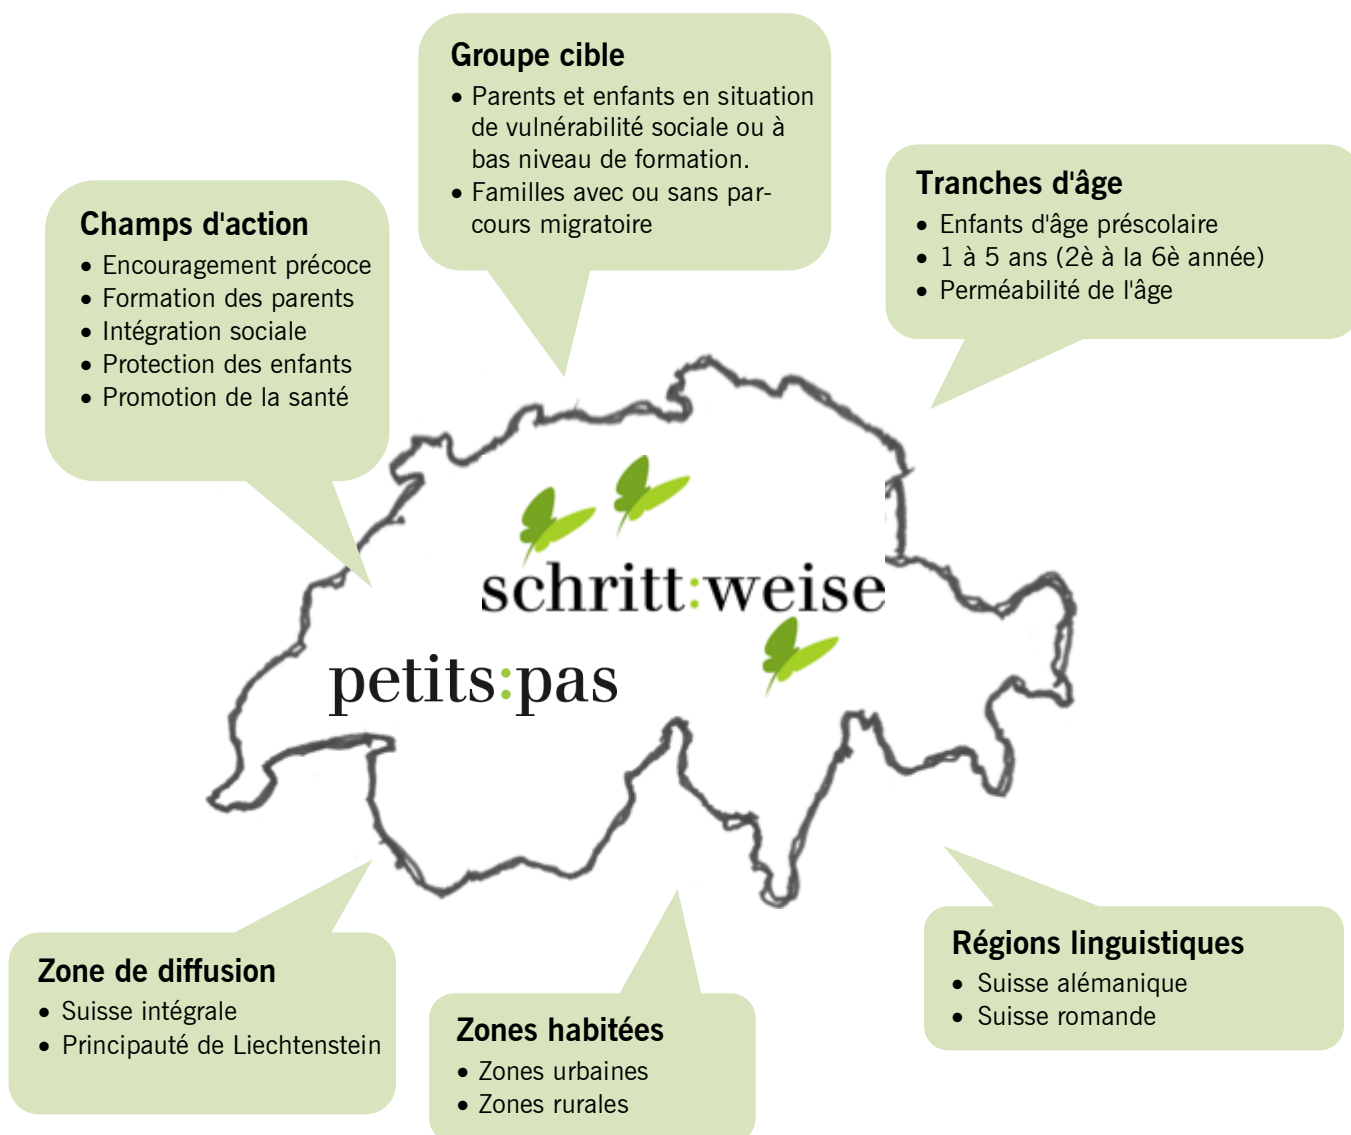 Groupe cible
• Parents et enfants en situation
de vulnérabilité sociale ou à
bas niveau de formation.
• Familles avec ou sans par-
cours migratoire
Tranches d'âge
• Enfants d'âge préscolaire
• 1 à 5 ans (2è à la 6è année)
• Perméabilité de l'âge
Champs d'action
• Encouragement précoce
• Formation des parents
• Intégration sociale
• Protection des enfants
• Promotion de la santé
schritt:weise
petits:pas
Zone de diffusion
• Suisse intégrale
• Principauté de Liechtenstein
Zones habitées
• Zones urbaines
• Zones rurales
Régions linguistiques
• Suisse alémanique
• Suisse romande